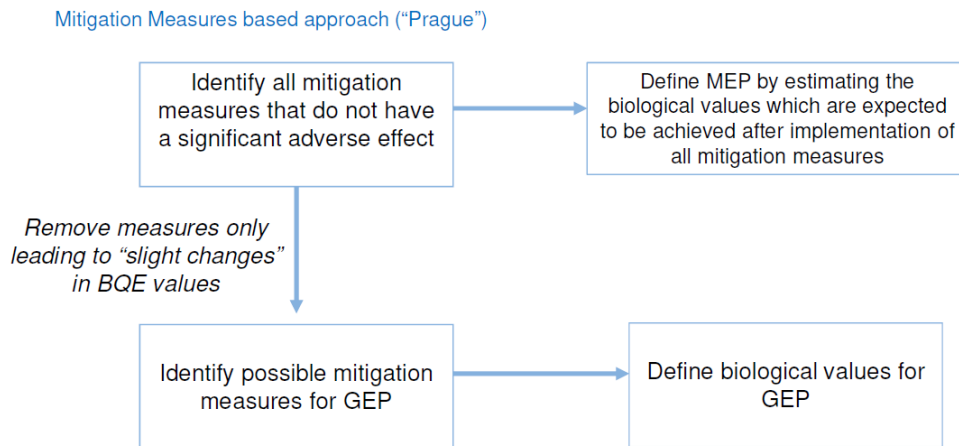 Mitigation Measures based approach (“Prague”)
Identify all mitigation
measures that do not have
a significant adverse effect
Define MEP by estimating the
biological values which are expected
to be achieved after implementation of
all mitigation measures
Remove measures only
leading to “slight changes”
in BQE values
Identify possible mitigation
measures for GEP
Define biological values for
GEP